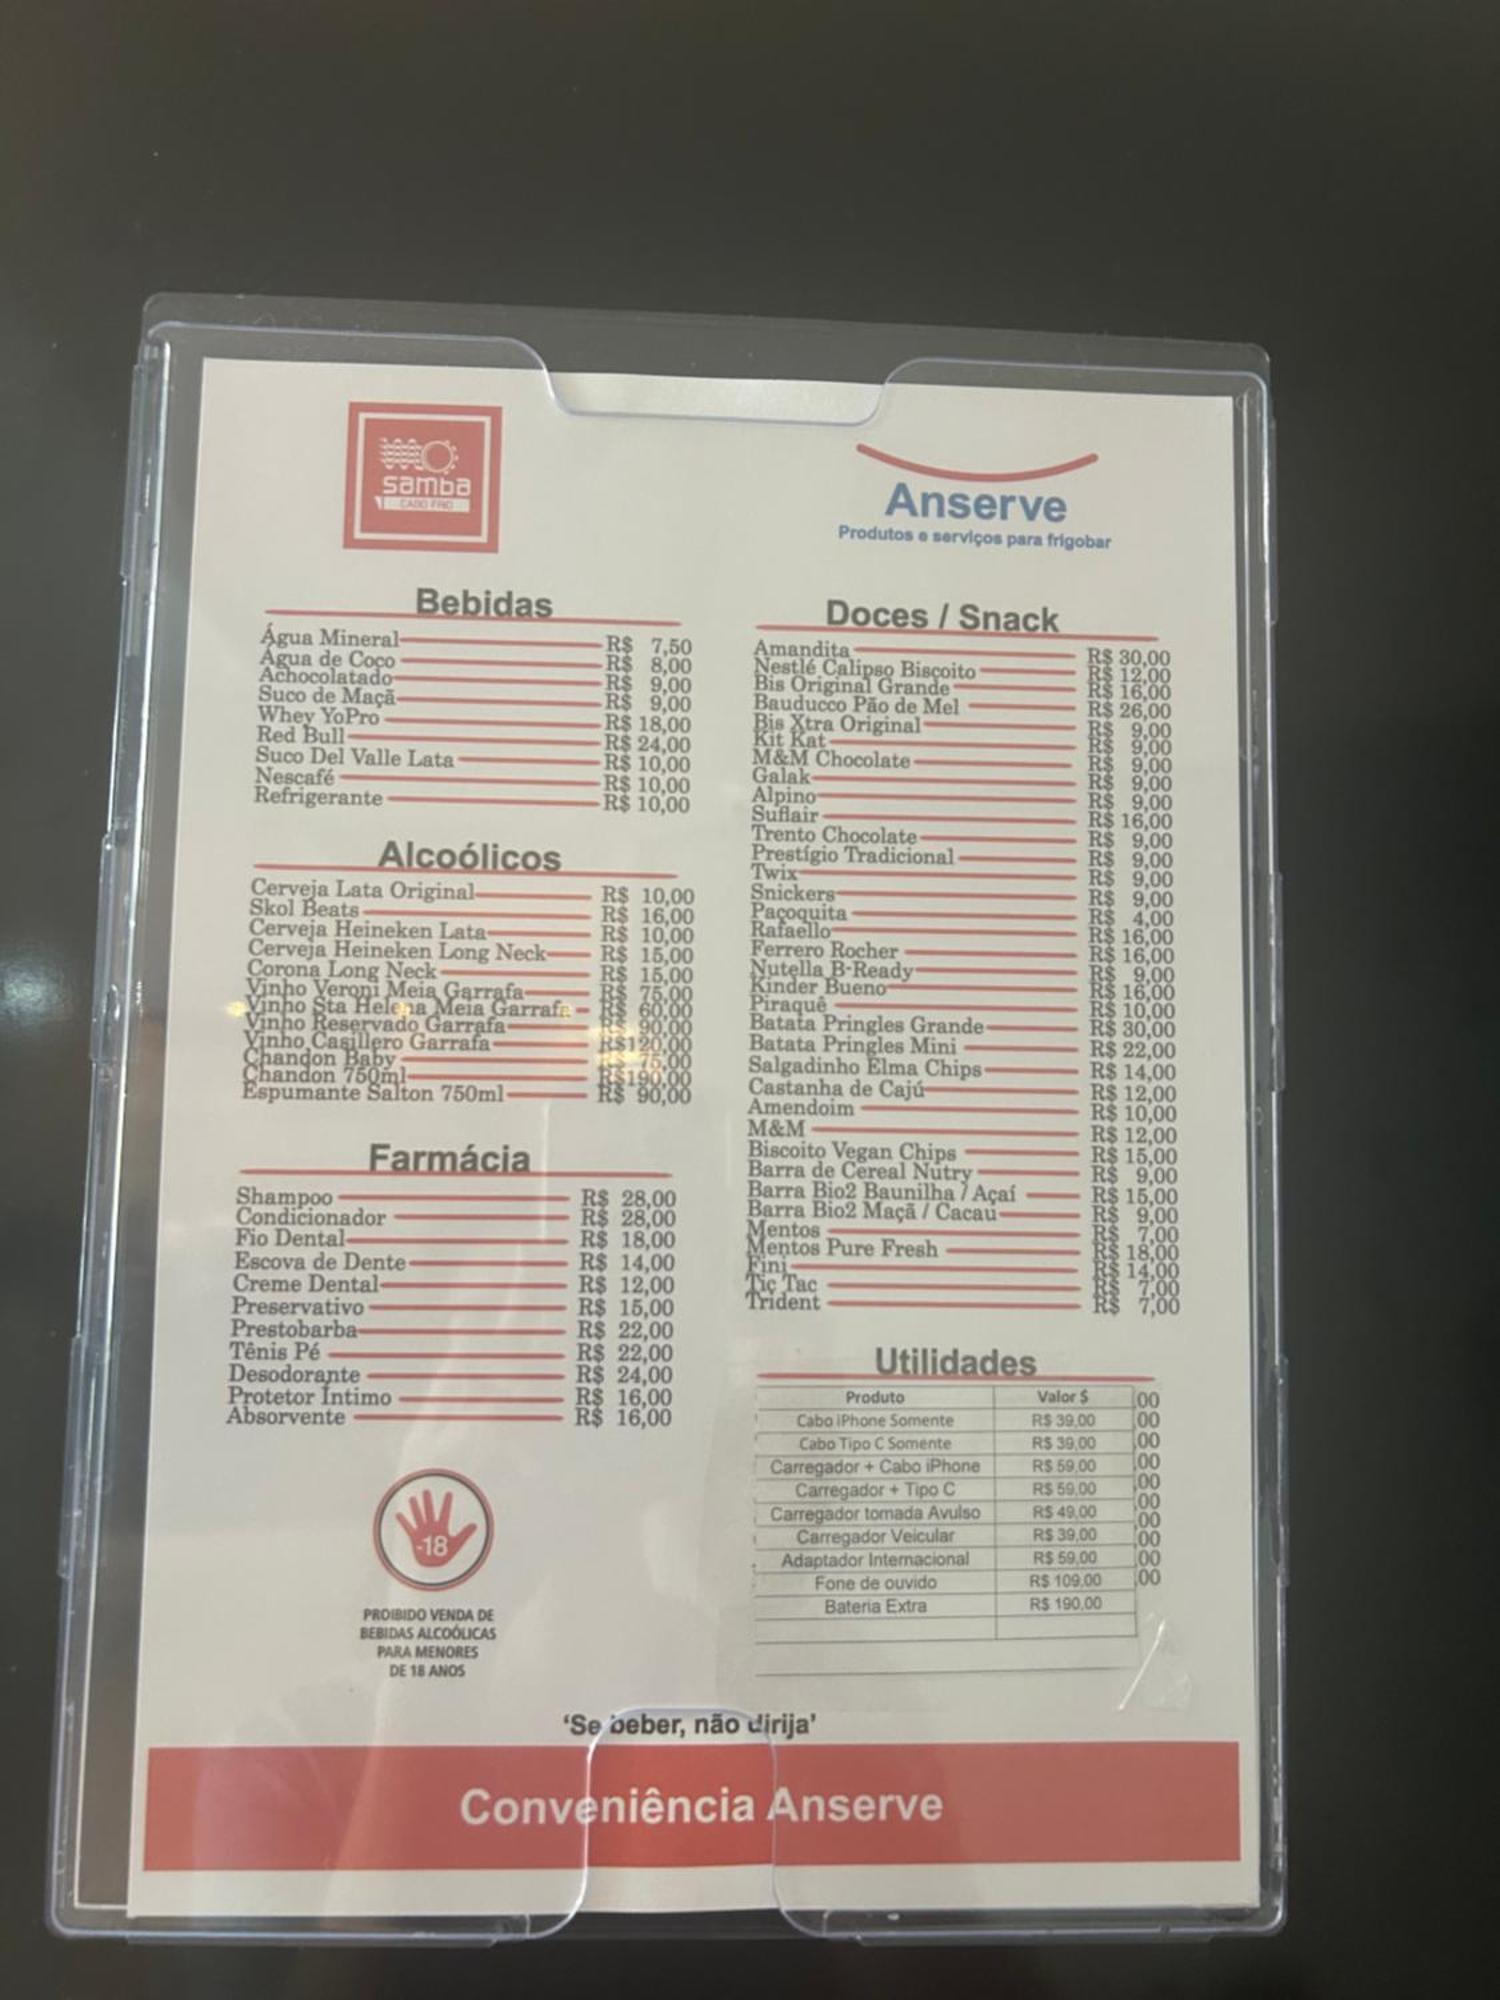 samba
CABO FRIO
Anserve
Produtos e serviços para frigobar
Bebidas
Água Mineral R$ 7,50
Água de Coco R$ 8,00
Achocolatado R$ 9,00
Suco de Maçã R$ 9,00
Whey YoPro R$ 18,00
Red Bull R$ 24,00
Suco Del Valle Lata R$ 10,00
Nescafé R$ 10,00
Refrigerante R$ 10,00
Alcoólicos
Cerveja Lata Original R$ 10,00
Skol Beats R$ 16,00
Cerveja Heineken Lata R$ 10,00
Cerveja Heineken Long Neck R$ 15,00
Corona Long Neck R$ 15,00
Vinho Veroni Meia Garrafa R$ 75,00
Vinho Sta Helena Meia Garrafa R$ 60,00
Vinho Reservado Garrafa R$ 90,00
Vinho Casillero Garrafa R$120,00
Chandon Baby R$ 75,00
Chandon 750ml R$190,00
Espumante Salton 750ml R$ 90,00
Farmácia
Shampoo R$ 28,00
Condicionador R$ 28,00
Fio Dental R$ 18,00
Escova de Dente R$ 14,00
Creme Dental R$ 12,00
Preservativo R$ 15,00
Prestobarba R$ 22,00
Tênis Pé R$ 22,00
Desodorante R$ 24,00
Protetor Íntimo R$ 16,00
Absorvente R$ 16,00
-18
PROIBIDO VENDA DE
BEBIDAS ALCOÓLICAS
PARA MENORES
DE 18 ANOS
Doces / Snack
Amandita R$ 30,00
Nestlé Calipso Biscoito R$ 12,00
Bis Original Grande R$ 16,00
Bauducco Pão de Mel R$ 26,00
Bis Xtra Original R$ 9,00
Kit Kat R$ 9,00
M&M Chocolate R$ 9,00
Galak R$ 9,00
Alpino R$ 9,00
Suflair R$ 16,00
Trento Chocolate R$ 9,00
Prestígio Tradicional R$ 9,00
Twix R$ 9,00
Snickers R$ 9,00
Paçoquita R$ 4,00
Rafaello R$ 16,00
Ferrero Rocher R$ 16,00
Nutella B-Ready R$ 9,00
Kinder Bueno R$ 16,00
Piraquê R$ 10,00
Batata Pringles Grande R$ 30,00
Batata Pringles Mini R$ 22,00
Salgadinho Elma Chips R$ 14,00
Castanha de Cajú R$ 12,00
Amendoim R$ 10,00
M&M R$ 12,00
Biscoito Vegan Chips R$ 15,00
Barra de Cereal Nutry R$ 9,00
Barra Bio2 Baunilha / Açaí R$ 15,00
Barra Bio2 Maçã / Cacau R$ 9,00
Mentos R$ 7,00
Mentos Pure Fresh R$ 18,00
Fini R$ 14,00
Tic Tac R$ 7,00
Trident R$ 7,00
Utilidades
Produto Valor $ 00
Cabo iPhone Somente R$ 39,00 00
Cabo Tipo C Somente R$ 39,00 ,00
Carregador + Cabo iPhone R$ 59,00 ,00
Carregador + Tipo C R$ 59,00 ,00
Carregador tomada Avulso R$ 49,00 ,00
,00
Carregador Veicular R$ 39,00 ,00
Adaptador Internacional R$ 59,00 ,00
Fone de ouvido R$ 109,00 ,00
Bateria Extra R$ 190,00
‘Se beber, não dirija’
Conveniência Anserve